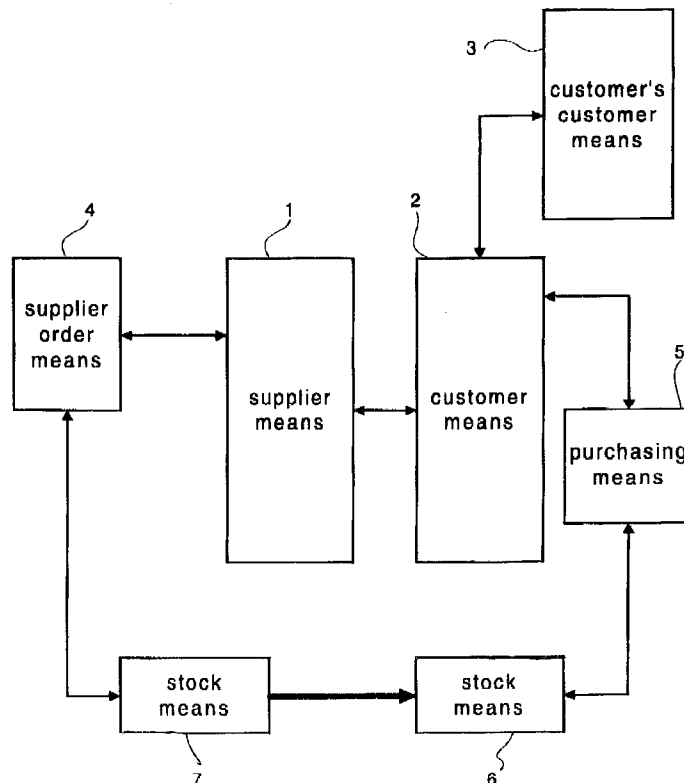 3
customer's
customer
means
4
1
2
supplier
order
means
supplier
means
customer
means
5
purchasing
means
stock
means
stock
means
7
6